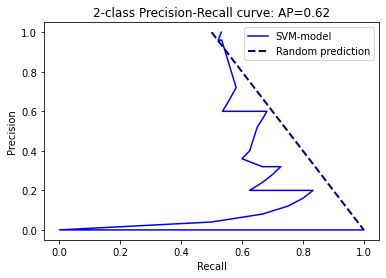 2-class Precision-Recall curve: AP=0.62
SVM-model
Random prediction
Precision
1.0
0.8
0.6
0.4
0.2
0.0
0.0 0.2 0.4 0.6 0.8 1.0
Recall